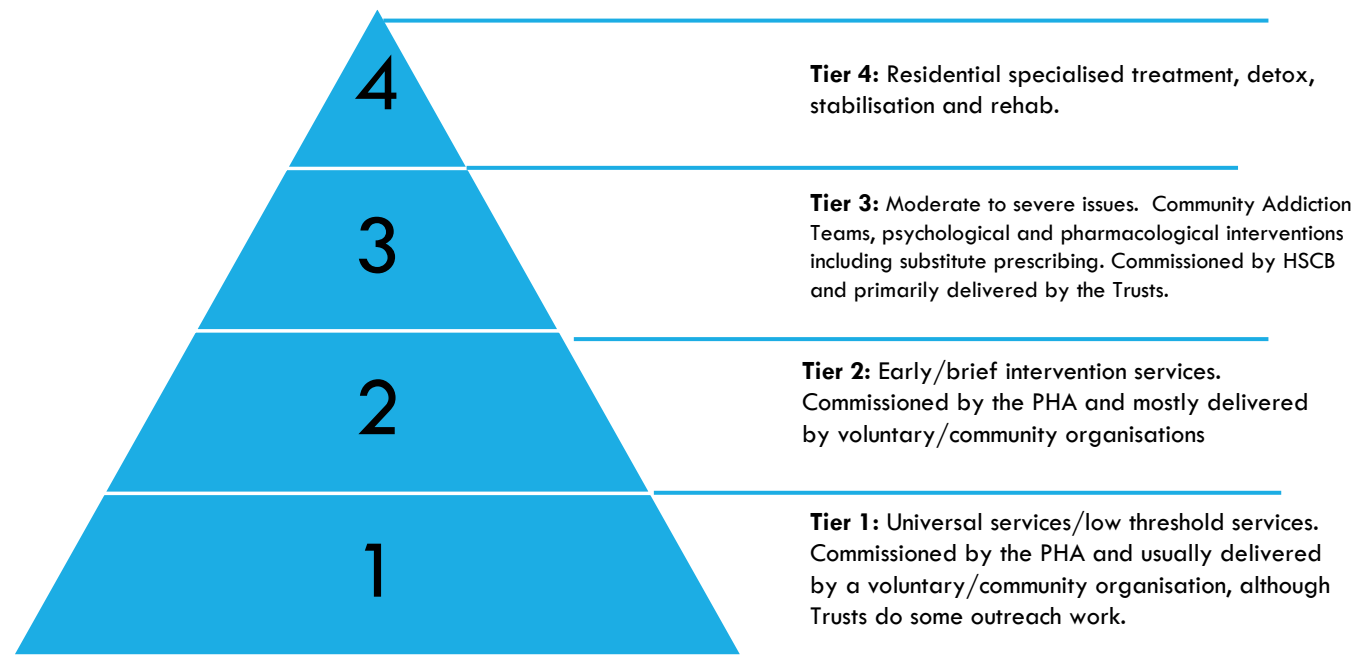 4
Tier 4: Residential specialised treatment, detox,
stabilisation and rehab.
3
Tier 3: Moderate to severe issues.  Community Addiction
Teams, psychological and pharmacological interventions
including substitute prescribing. Commissioned by HSCB
and primarily delivered by the Trusts.
2
Tier 2: Early/brief intervention services.
Commissioned by the PHA and mostly delivered
by voluntary/community organisations
1
Tier 1: Universal services/low threshold services.
Commissioned by the PHA and usually delivered
by a voluntary/community organisation, although
Trusts do some outreach work.